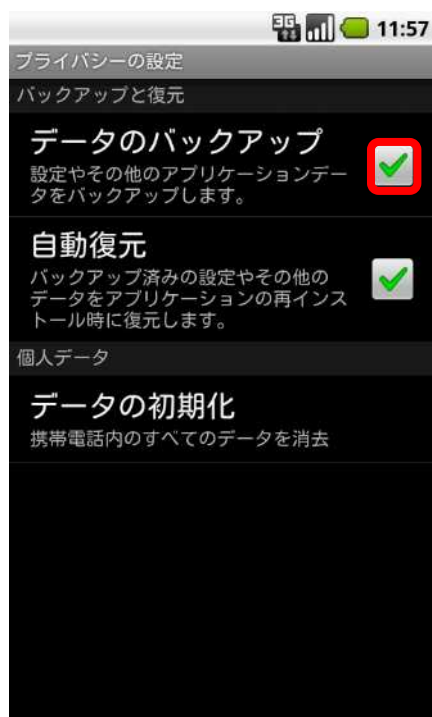 3G 11:57
プライバシーの設定
バックアップと復元
データのバックアップ
設定やその他のアプリケーションデー
タをバックアップします。
自動復元
バックアップ済みの設定やその他の
データをアプリケーションの再インス
トール時に復元します。
個人データ
データの初期化
携帯電話内のすべてのデータを消去